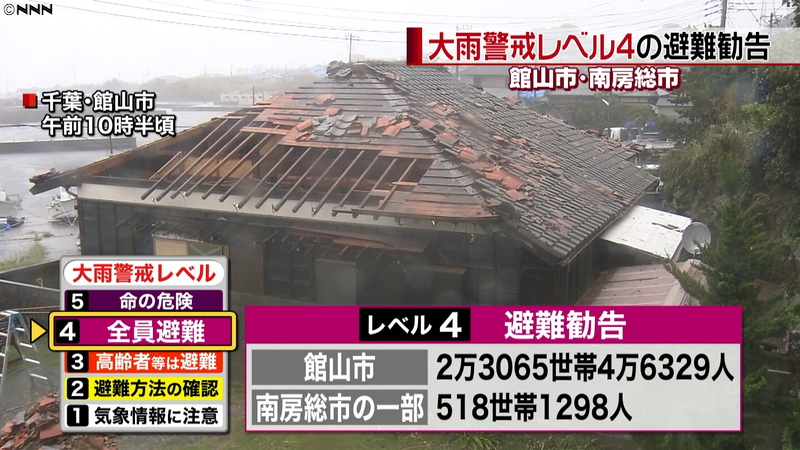 NNN
大雨警戒レベル4の避難勧告
館山市・南房総市
千葉・館山市
午前10時半頃
大雨警戒レベル
5 命の危険
4 全員避難
3 高齢者等は避難
2 避難方法の確認
1 気象情報に注意
レベル4 避難勧告
館山市 2万3065世帯4万6329人
南房総市の一部 518世帯1298人